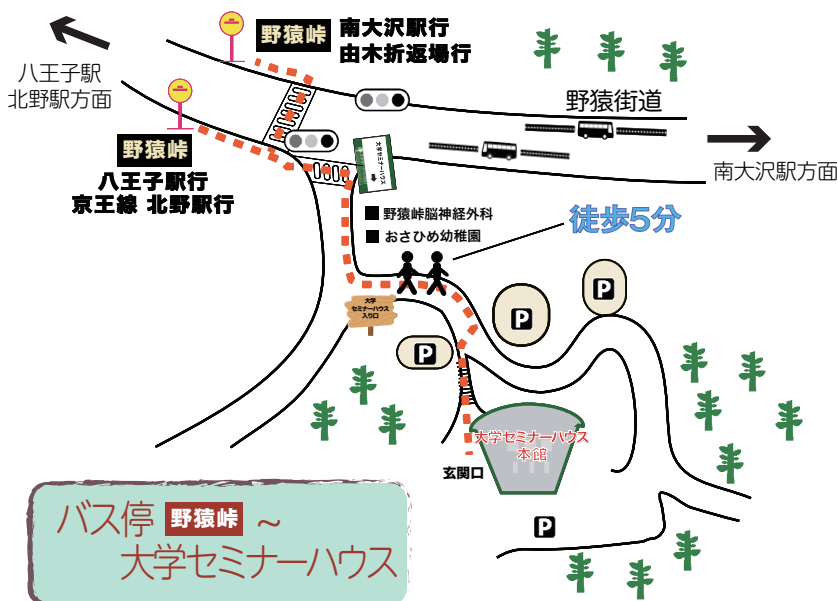 野猿峠
南大沢駅行
由木折返場行
八王子駅
北野駅方面
野猿街道
野猿峠
八王子駅行
京王線 北野駅行
大学セミナーハウス
南大沢駅方面
■ 野猿峠脳神経外科
■ おさひめ幼稚園
徒歩5分
大学
セミナーハウス
入り口
P
P
P
大学セミナーハウス
本館
玄関口
P
バス停 野猿峠 ~
大学セミナーハウス